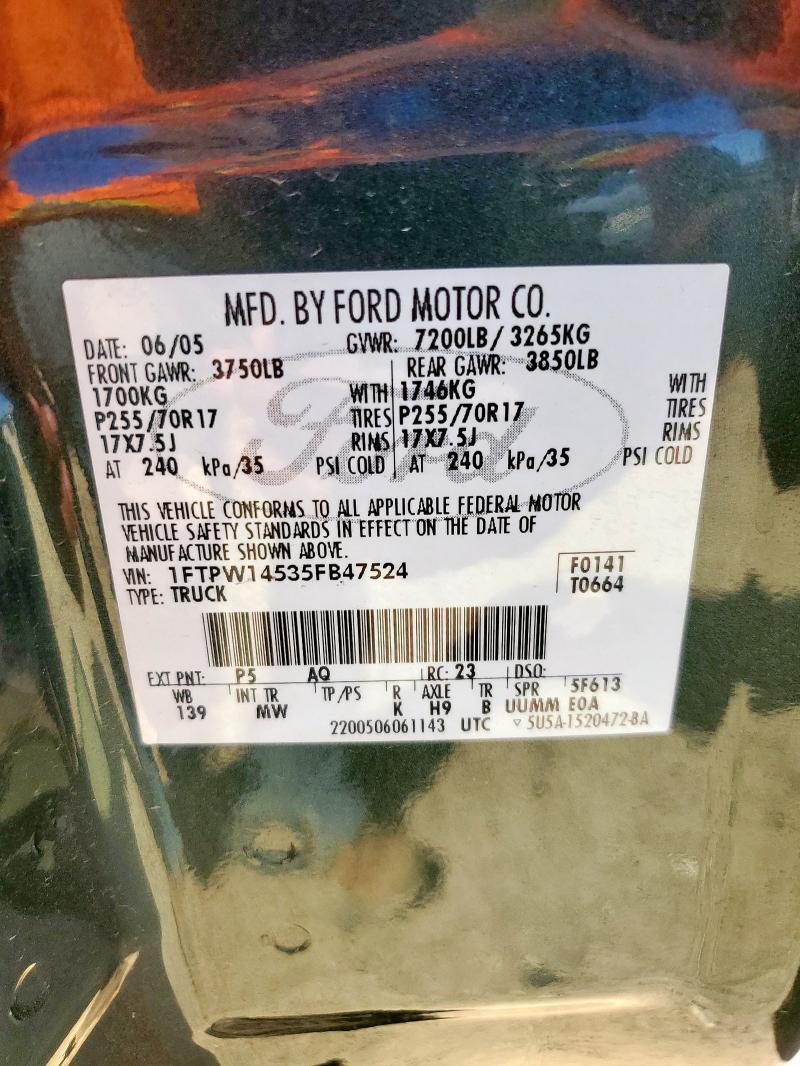 MFD. BY FORD MOTOR CO.
DATE: 06/05 GVWR: 7200LB/ 3265KG
FRONT GAWR: 3750LB REAR GAWR: 3850LB
1700KG WITH 1746KG WITH
P255/70R17 TIRES P255/70R17 TIRES
17X7.5J RIMS 17X7.5J RIMS
AT 240 kPa/35 PSI COLD AT 240 kPa/35 PSI COLD
Ford
THIS VEHICLE CONFORMS TO ALL APPLICABLE FEDERAL MOTOR
VEHICLE SAFETY STANDARDS IN EFFECT ON THE DATE OF
MANUFACTURE SHOWN ABOVE.
VIN: 1FTPW14535FB47524 F0141
TYPE: TRUCK T0664
EXT PNT: P5 AQ RC: 23 DSO:
WB INT TR TP/PS R AXLE TR SPR 5F613
139 MW K H9 B UUMM EOA
2200506061143 UTC ▽ 5U5A-1520472-BA